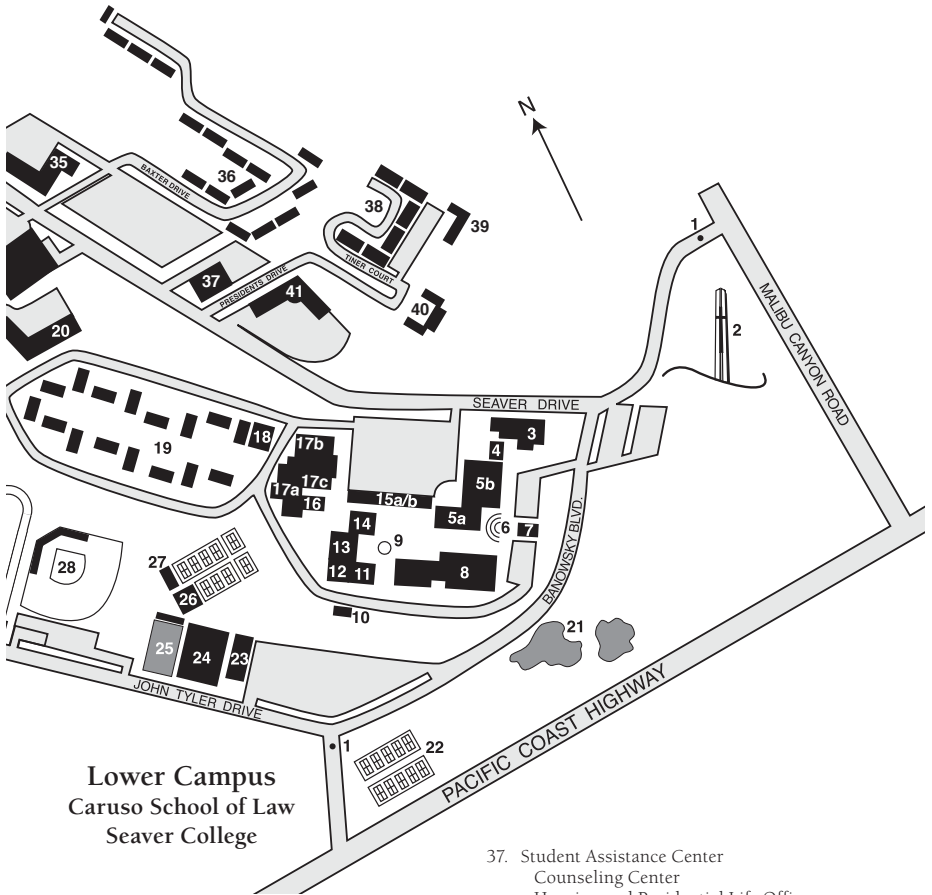 N
35
BAXTER DRIVE
36
38
39
1
37
PRESIDENTS DRIVE
41
TINER COURT
40
MALIBU CANYON ROAD
2
20
SEAVER DRIVE
3
4
18
17b
19
17c
17a
16
15a/b
5b
5a
6
7
14
9
13
12
11
8
BANOWSKY BLVD.
27
28
26
10
21
25
24
23
JOHN TYLER DRIVE
1
22
PACIFIC COAST HIGHWAY
Lower Campus
Caruso School of Law
Seaver College
37. Student Assistance Center
Counseling Center